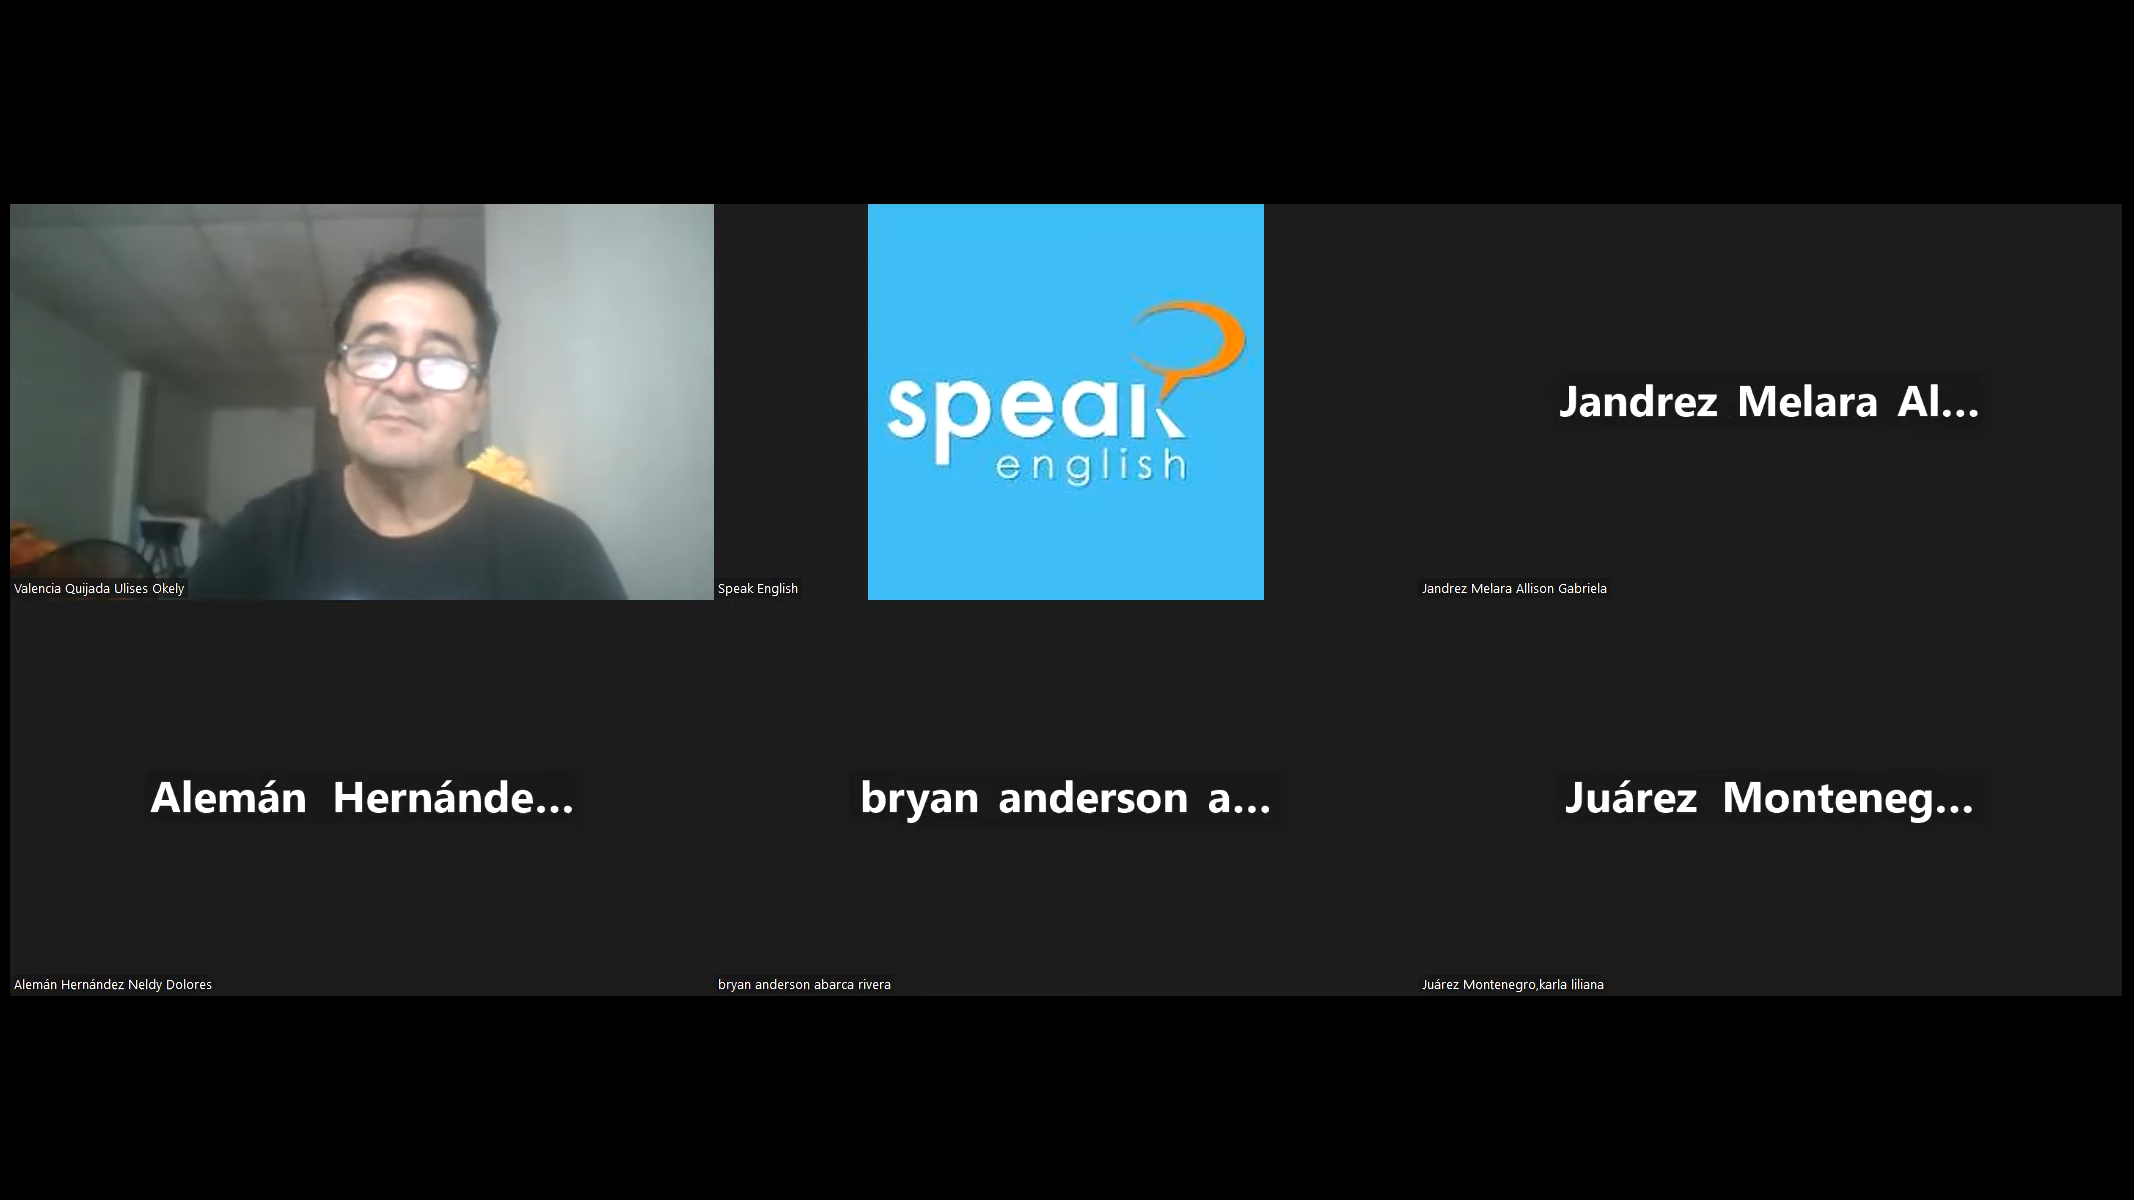 speak
english
Jandrez Melara Al...
Valencia Quijada Ulises Okely
Speak English
Jandrez Melara Allison Gabriela
Alemán Hernánde...
bryan anderson a...
Juárez Monteneg...
Alemán Hernández Neldy Dolores
bryan anderson abarca rivera
Juárez Montenegro,karla liliana